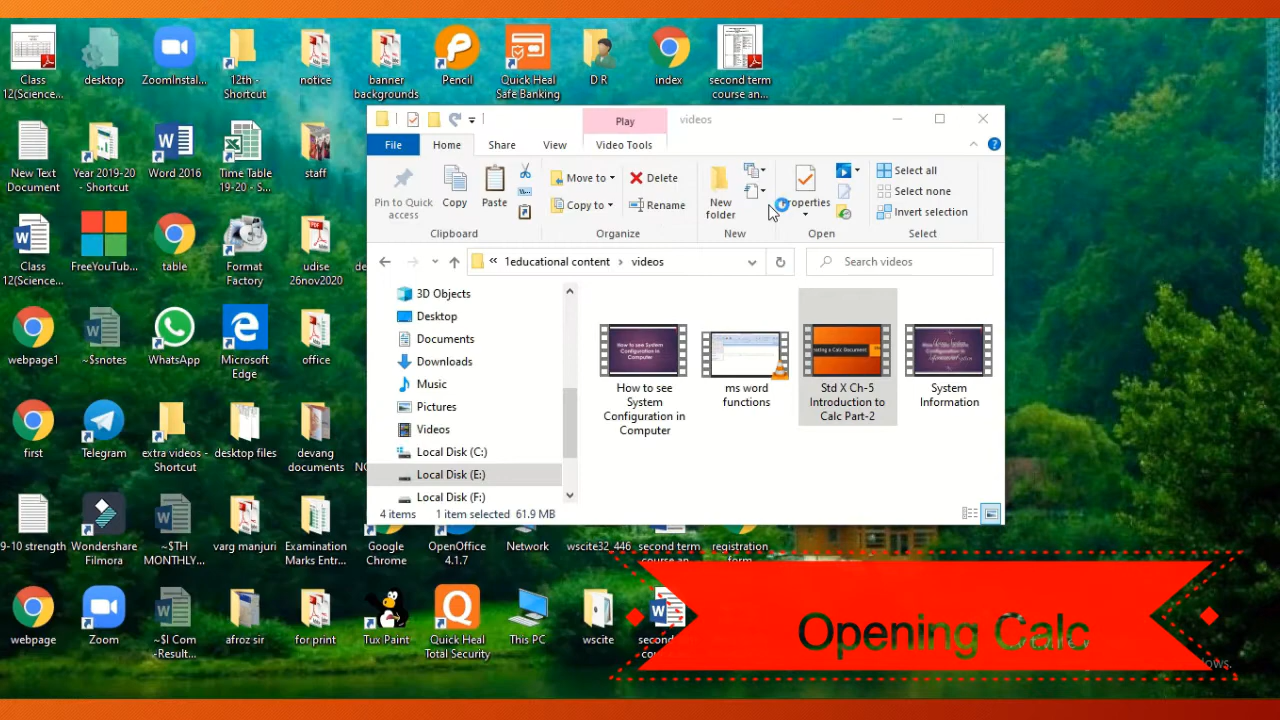 Class
12(Science...
desktop
ZoomInstal...
12th -
Shortcut
notice
banner
backgrounds
Pencil
Quick Heal
Safe Banking
D R
index
second term
course an...
New Text
Document
Year 2019-20
- Shortcut
Word 2016
Time Table
19-20 - S...
staff
Class
12(Science...
FreeYouTub...
table
Format
Factory
udise
26nov2020
webpage1
~$snotes
WhatsApp
Microsoft
Edge
office
first
Telegram
extra videos -
Shortcut
desktop files
devang
documents
9-10 strength
Wondershare
Filmora
~$TH
MONTHLY...
varg manjuri
Examination
Marks Entr...
Google
Chrome
OpenOffice
4.1.7
Network
wscite32_446
second term
course an...
registration
form
webpage
Zoom
~$l Com
-Result...
afroz sir
for print
Tux Paint
Quick Heal
Total Security
This PC
wscite
Play
videos
File
Home
Share
View
Video Tools
Pin to Quick
access
Copy
Paste
Move to
Copy to
Delete
Rename
New
folder
Properties
Select all
Select none
Invert selection
Clipboard
Organize
New
Open
Select
« 1educational content › videos
Search videos
3D Objects
Desktop
Documents
Downloads
Music
Pictures
Videos
Local Disk (C:)
Local Disk (E:)
Local Disk (F:)
How to see
System
Configuration in
Computer
ms word
functions
Std X Ch-5
Introduction to
Calc Part-2
System
Information
4 items
1 item selected 61.9 MB
Opening Calc